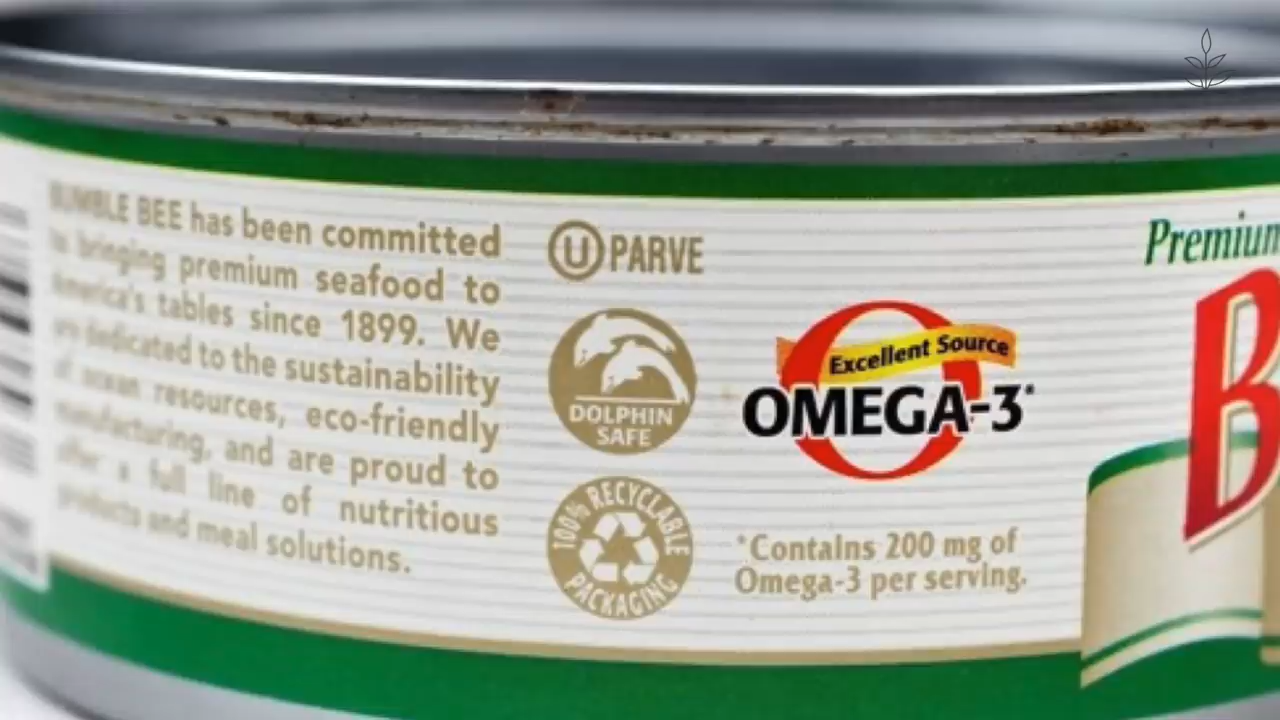 BUMBLE BEE has been committed
to bringing premium seafood to
America's tables since 1899. We
are dedicated to the sustainability
of ocean resources, eco-friendly
manufacturing, and are proud to
offer a full line of nutritious
products and meal solutions.
U PARVE
DOLPHIN
SAFE
100% RECYCLABLE
PACKAGING
Excellent Source
OMEGA-3*
*Contains 200 mg of
Omega-3 per serving.
Premium
B